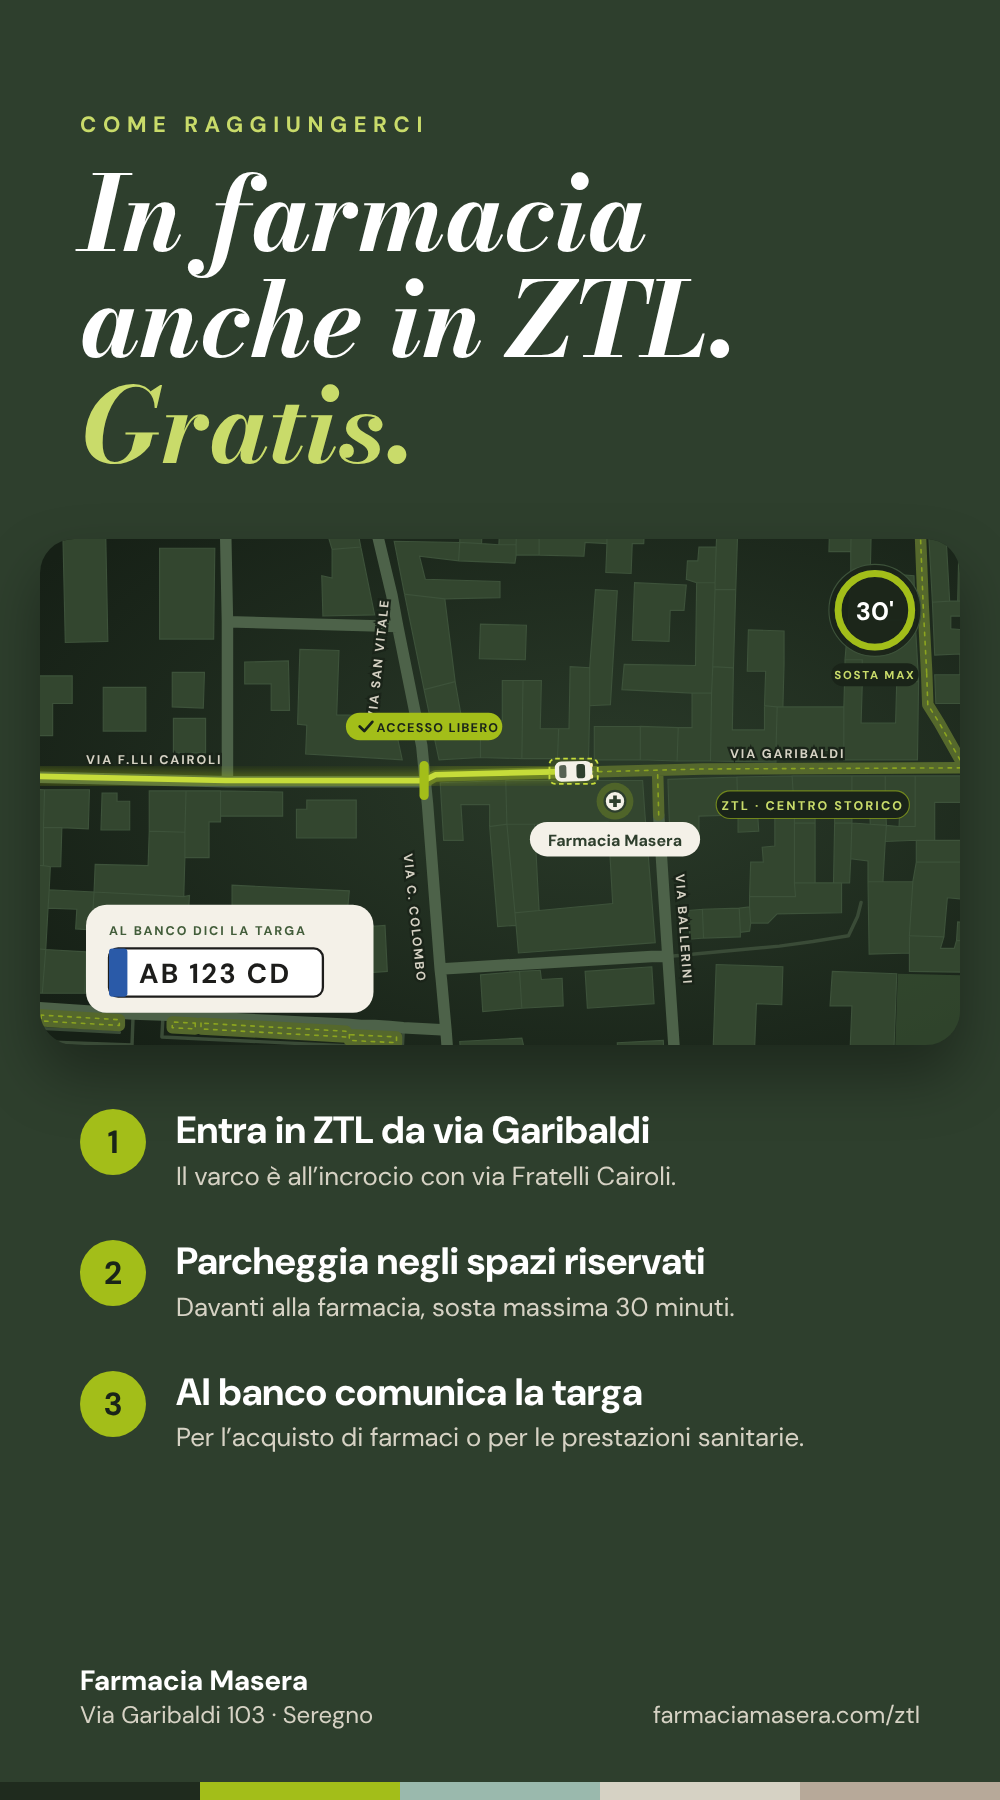 COME RAGGIUNGERCI
In farmacia
anche in ZTL.
Gratis.
30'
SOSTA MAX
VIA SAN VITALE
ACCESSO LIBERO
VIA F.LLI CAIROLI
VIA GARIBALDI
ZTL · CENTRO STORICO
Farmacia Masera
VIA C. COLOMBO
VIA BALLERINI
AL BANCO DICI LA TARGA
AB 123 CD
1
Entra in ZTL da via Garibaldi
Il varco è all’incrocio con via Fratelli Cairoli.
2
Parcheggia negli spazi riservati
Davanti alla farmacia, sosta massima 30 minuti.
3
Al banco comunica la targa
Per l’acquisto di farmaci o per le prestazioni sanitarie.
Farmacia Masera
Via Garibaldi 103 · Seregno
farmaciamasera.com/ztl